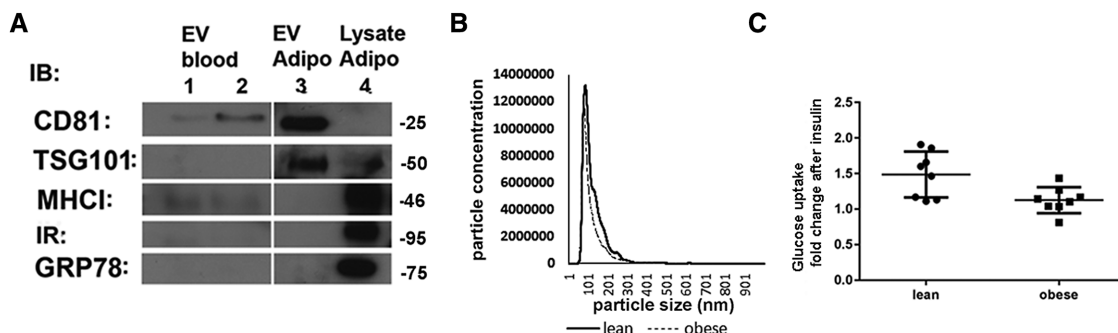 A
EV blood
EV Adipo
Lysate Adipo
IB:
1 2 3 4
CD81: -25
TSG101: -50
MHCI: -46
IR: -95
GRP78: -75
B
particle concentration
14000000
12000000
10000000
8000000
6000000
4000000
2000000
0
1 101 201 301 401 501 601 701 801 901
particle size (nm)
lean obese
C
Glucose uptake
fold change after insulin
2.5
2.0
1.5
1.0
0.5
0.0
lean obese